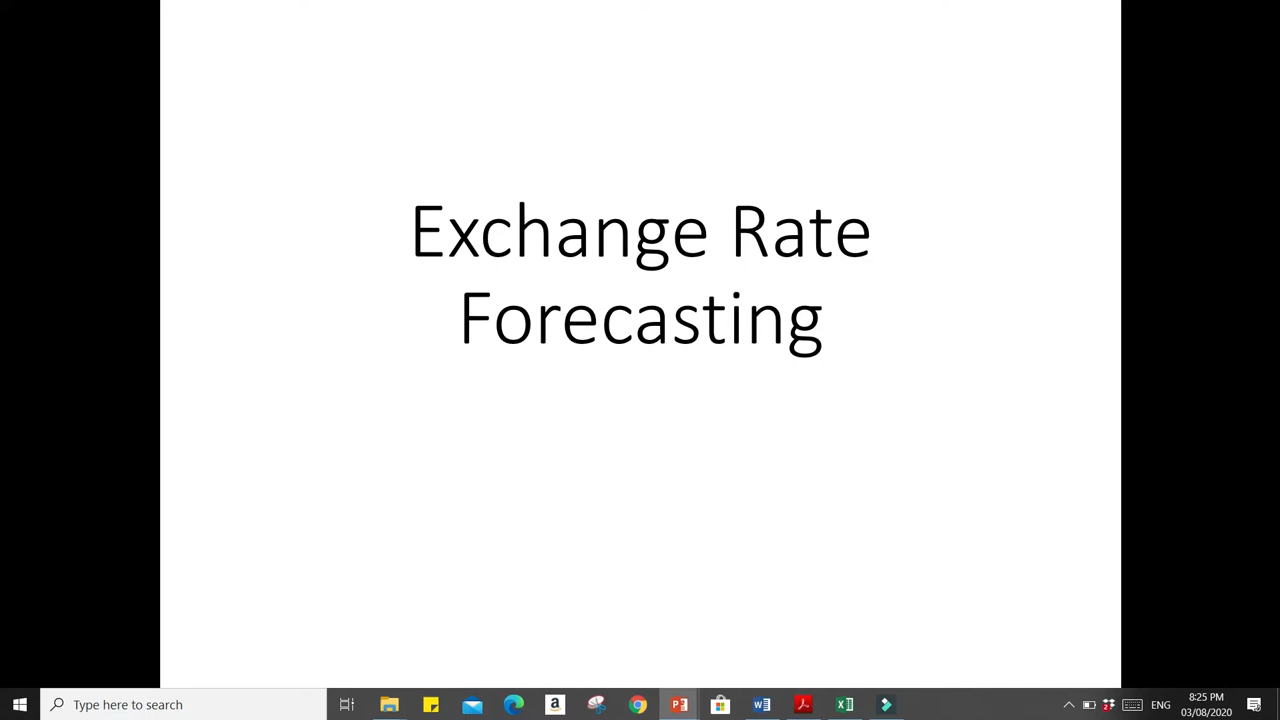 Exchange Rate
Forecasting
Type here to search
a
ENG
8:25 PM
03/08/2020